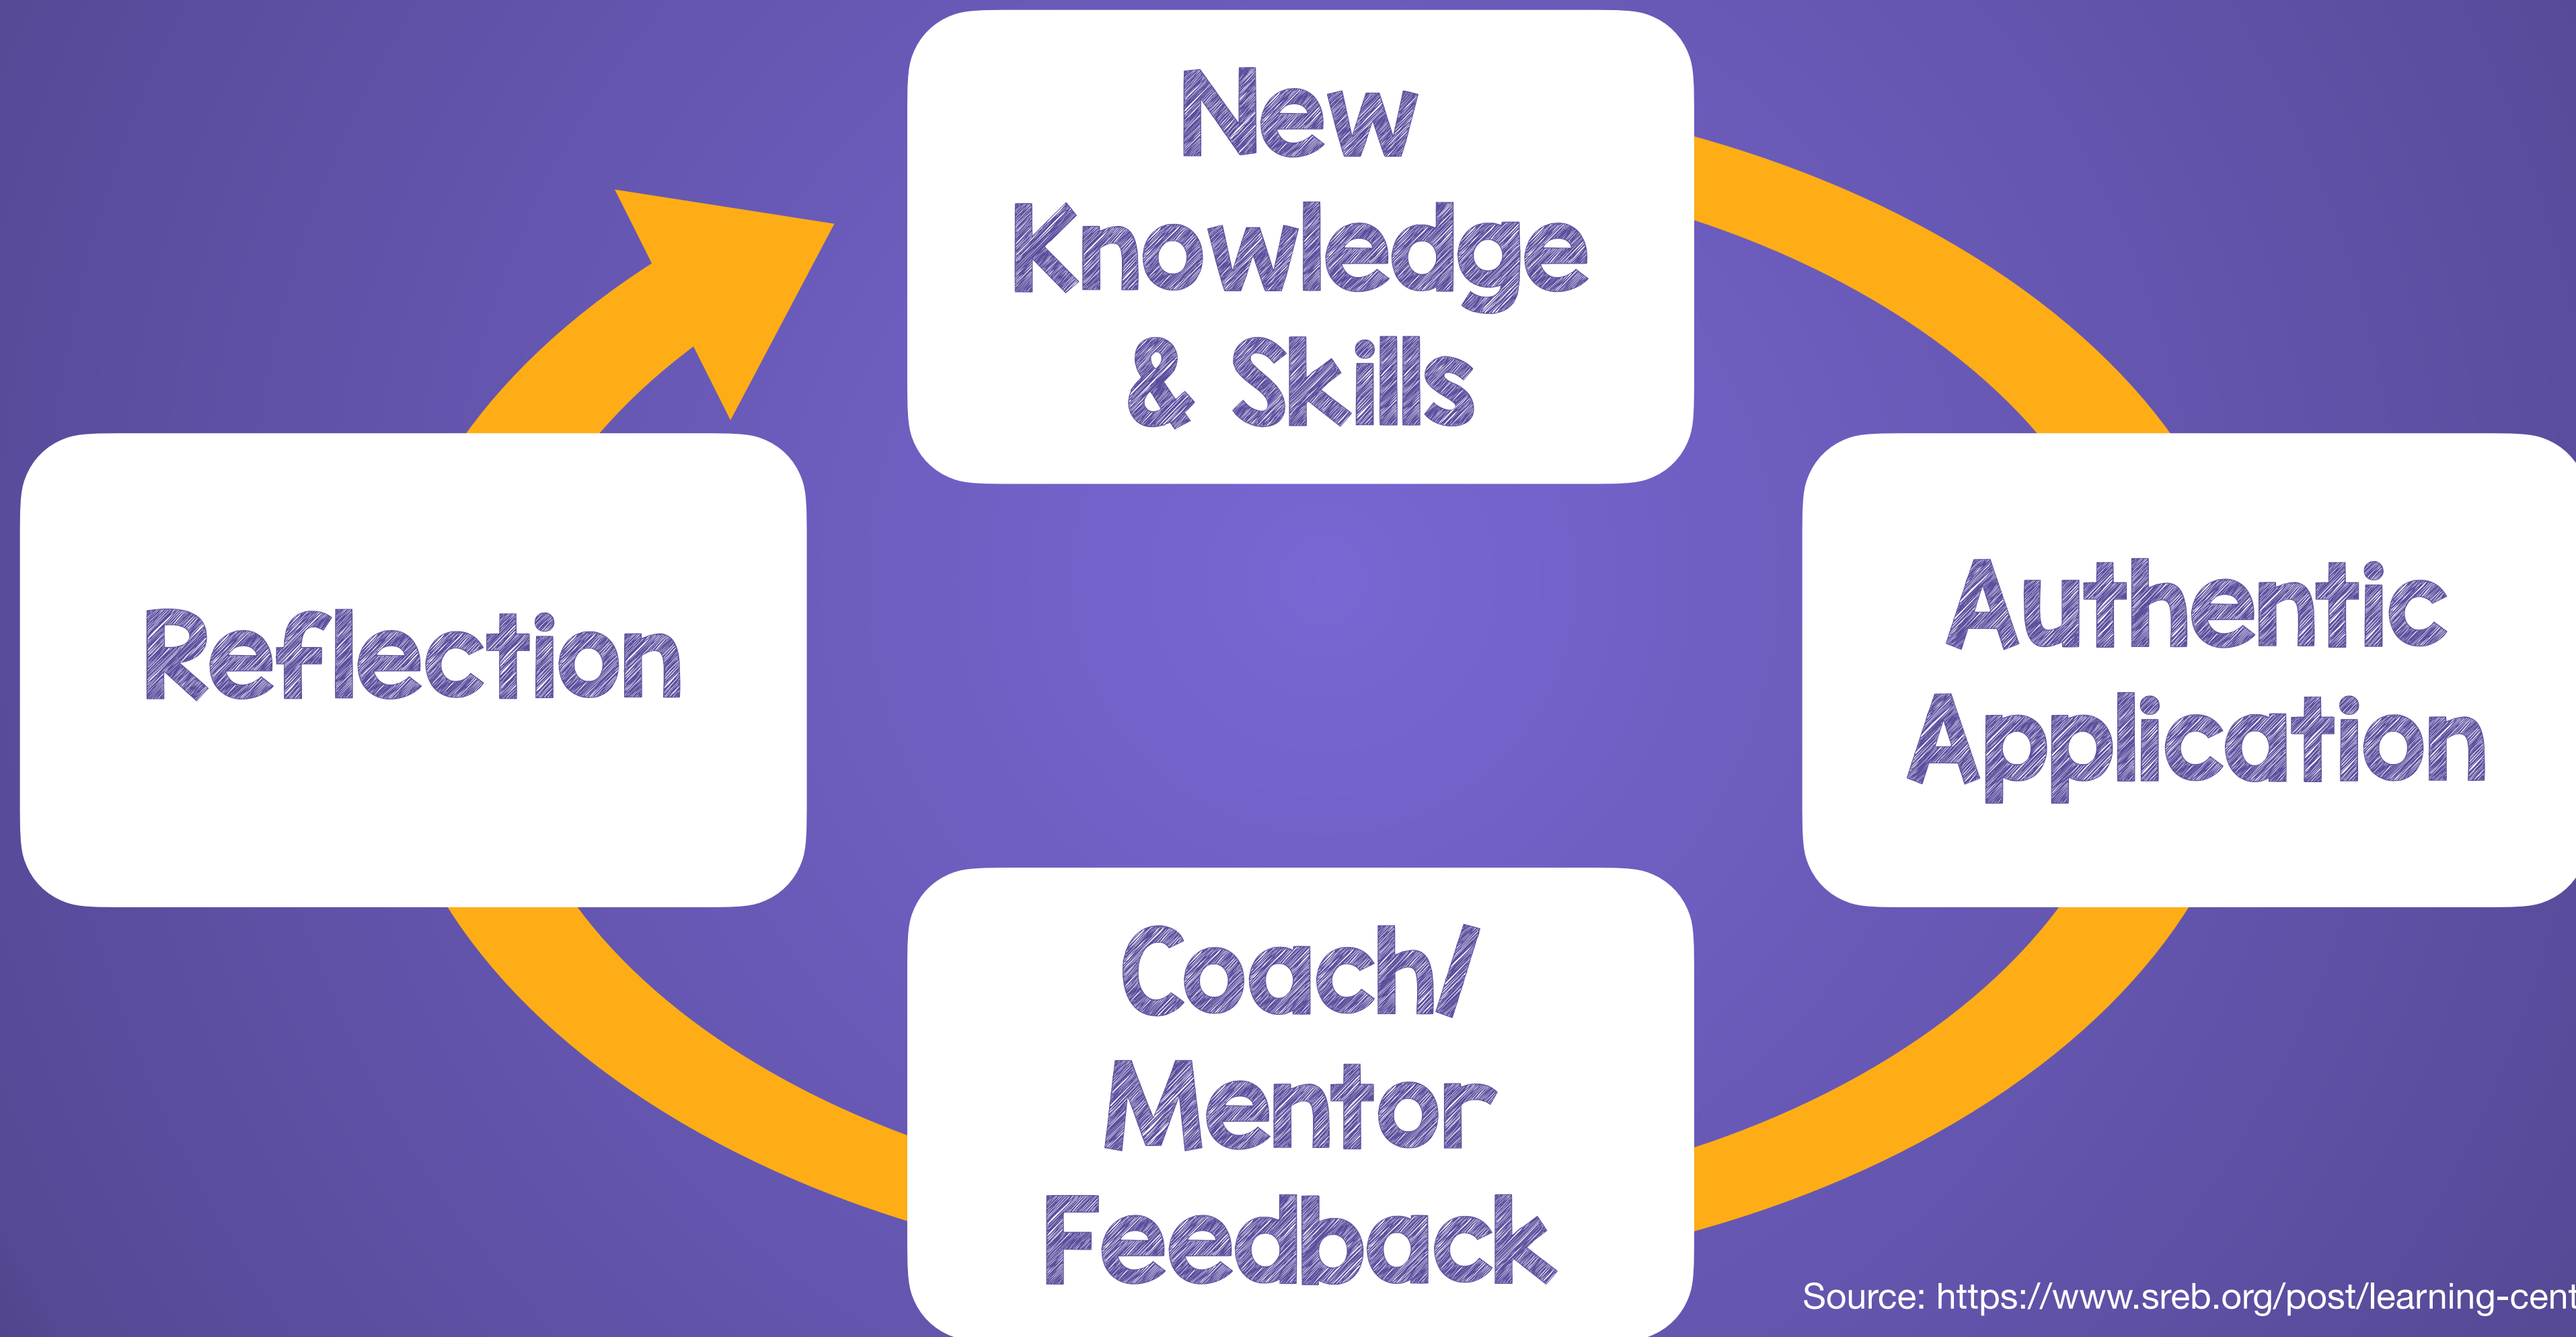 New
Knowledge
& Skills
Authentic
Application
Coach/
Mentor
Feedback
Reflection
Source: https://www.sreb.org/post/learning-cent